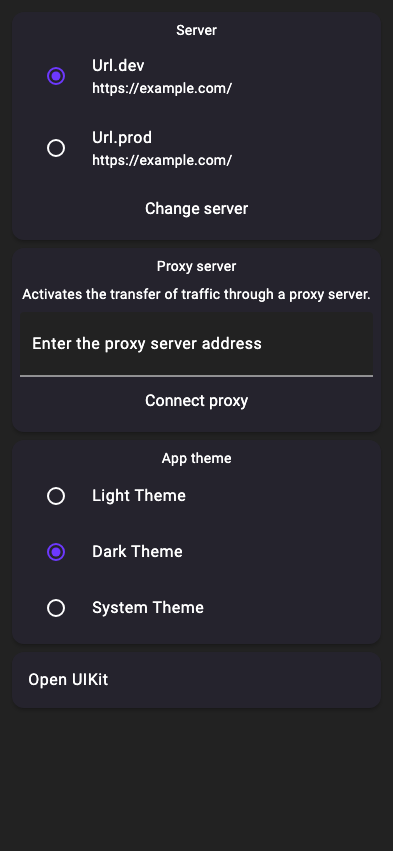 Server
Url.dev
https://example.com/
Url.prod
https://example.com/
Change server
Proxy server
Activates the transfer of traffic through a proxy server.
Enter the proxy server address
Connect proxy
App theme
Light Theme
Dark Theme
System Theme
Open UIKit